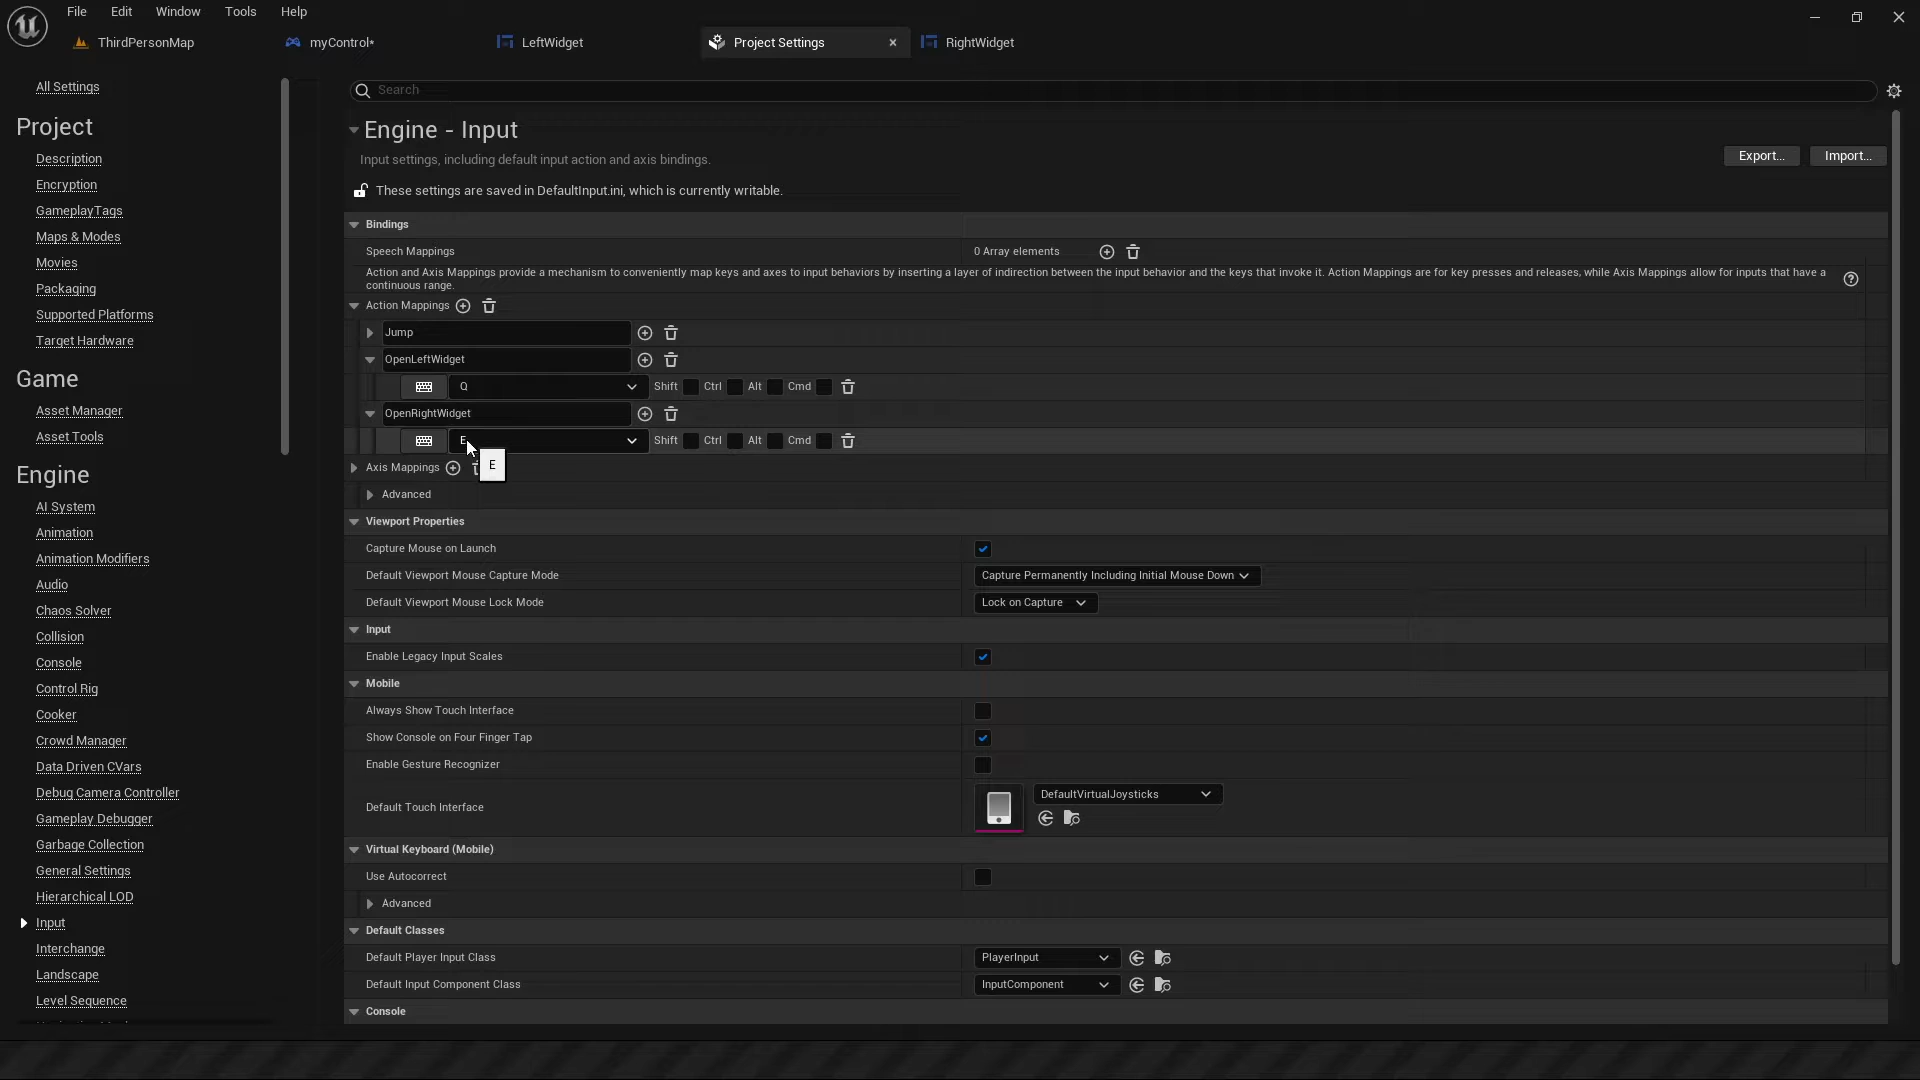 File Edit Window Tools Help
ThirdPersonMap myControl* LeftWidget Project Settings RightWidget
All Settings
Project
Description
Encryption
GameplayTags
Maps & Modes
Movies
Packaging
Supported Platforms
Target Hardware
Game
Asset Manager
Asset Tools
Engine
AI System
Animation
Animation Modifiers
Audio
Chaos Solver
Collision
Console
Control Rig
Cooker
Crowd Manager
Data Driven CVars
Debug Camera Controller
Gameplay Debugger
Garbage Collection
General Settings
Hierarchical LOD
Input
Interchange
Landscape
Level Sequence
Search
Engine - Input
Input settings, including default input action and axis bindings.
Export... Import...
These settings are saved in DefaultInput.ini, which is currently writable.
Bindings
Speech Mappings 0 Array elements
Action and Axis Mappings provide a mechanism to conveniently map keys and axes to input behaviors by inserting a layer of indirection between the input behavior and the keys that invoke it. Action Mappings are for key presses and releases, while Axis Mappings allow for inputs that have a
continuous range.
Action Mappings
Jump
OpenLeftWidget
Q Shift Ctrl Alt Cmd
OpenRightWidget
E Shift Ctrl Alt Cmd
E
Axis Mappings
Advanced
Viewport Properties
Capture Mouse on Launch
Default Viewport Mouse Capture Mode Capture Permanently Including Initial Mouse Down
Default Viewport Mouse Lock Mode Lock on Capture
Input
Enable Legacy Input Scales
Mobile
Always Show Touch Interface
Show Console on Four Finger Tap
Enable Gesture Recognizer
Default Touch Interface DefaultVirtualJoysticks
Virtual Keyboard (Mobile)
Use Autocorrect
Advanced
Default Classes
Default Player Input Class PlayerInput
Default Input Component Class InputComponent
Console